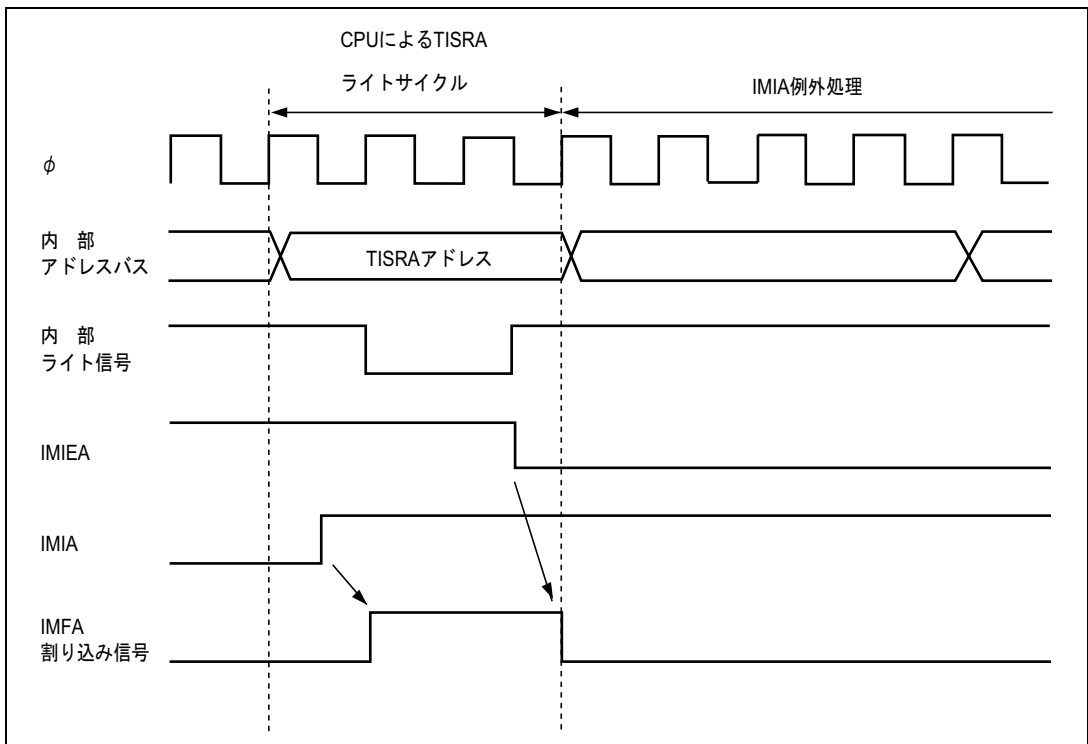 CPUによるTISRA
ライトサイクル
IMIA例外処理
φ
内 部
アドレスバス
TISRAアドレス
内 部
ライト信号
IMIEA
IMIA
IMFA
割り込み信号